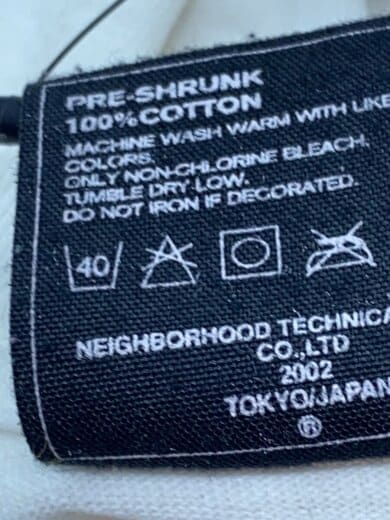 PRE-SHRUNK
100% COTTON
MACHINE WASH WARM WITH LIKE
COLORS.
ONLY NON-CHLORINE BLEACH.
TUMBLE DRY LOW.
DO NOT IRON IF DECORATED.
40
NEIGHBORHOOD TECHNICA
CO.,LTD
2002
TOKYO/JAPAN
®